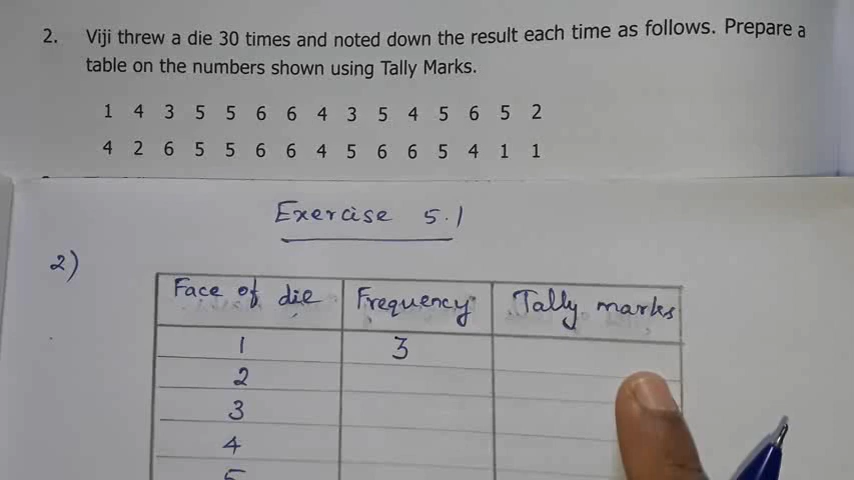 2. Viji threw a die 30 times and noted down the result each time as follows. Prepare a
table on the numbers shown using Tally Marks.
1 4 3 5 5 6 6 4 3 5 4 5 6 5 2
4 2 6 5 5 6 6 4 5 6 6 5 4 1 1
Exercise 5.1
2)
Face of die Frequency Tally marks
1 3
2
3
4
5